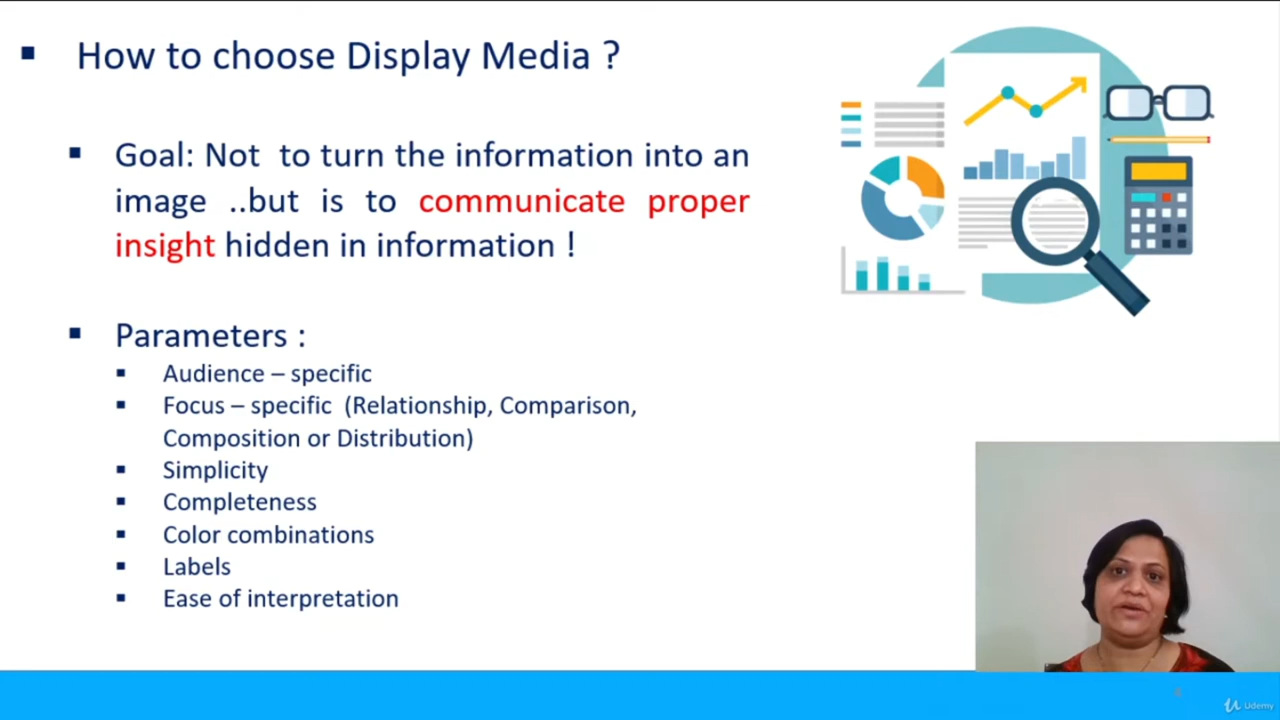 How to choose Display Media ?
Goal: Not to turn the information into an
image ..but is to communicate proper
insight hidden in information !
Parameters :
Audience – specific
Focus – specific (Relationship, Comparison,
Composition or Distribution)
Simplicity
Completeness
Color combinations
Labels
Ease of interpretation
Udemy